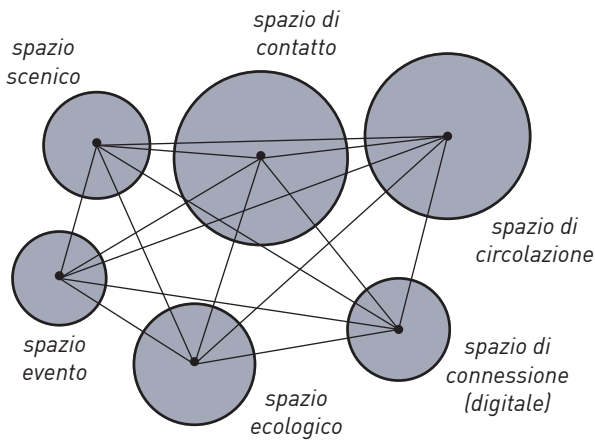 spazio di
contatto
spazio
scenico
spazio di
circolazione
spazio
evento
spazio di
connessione
(digitale)
spazio
ecologico